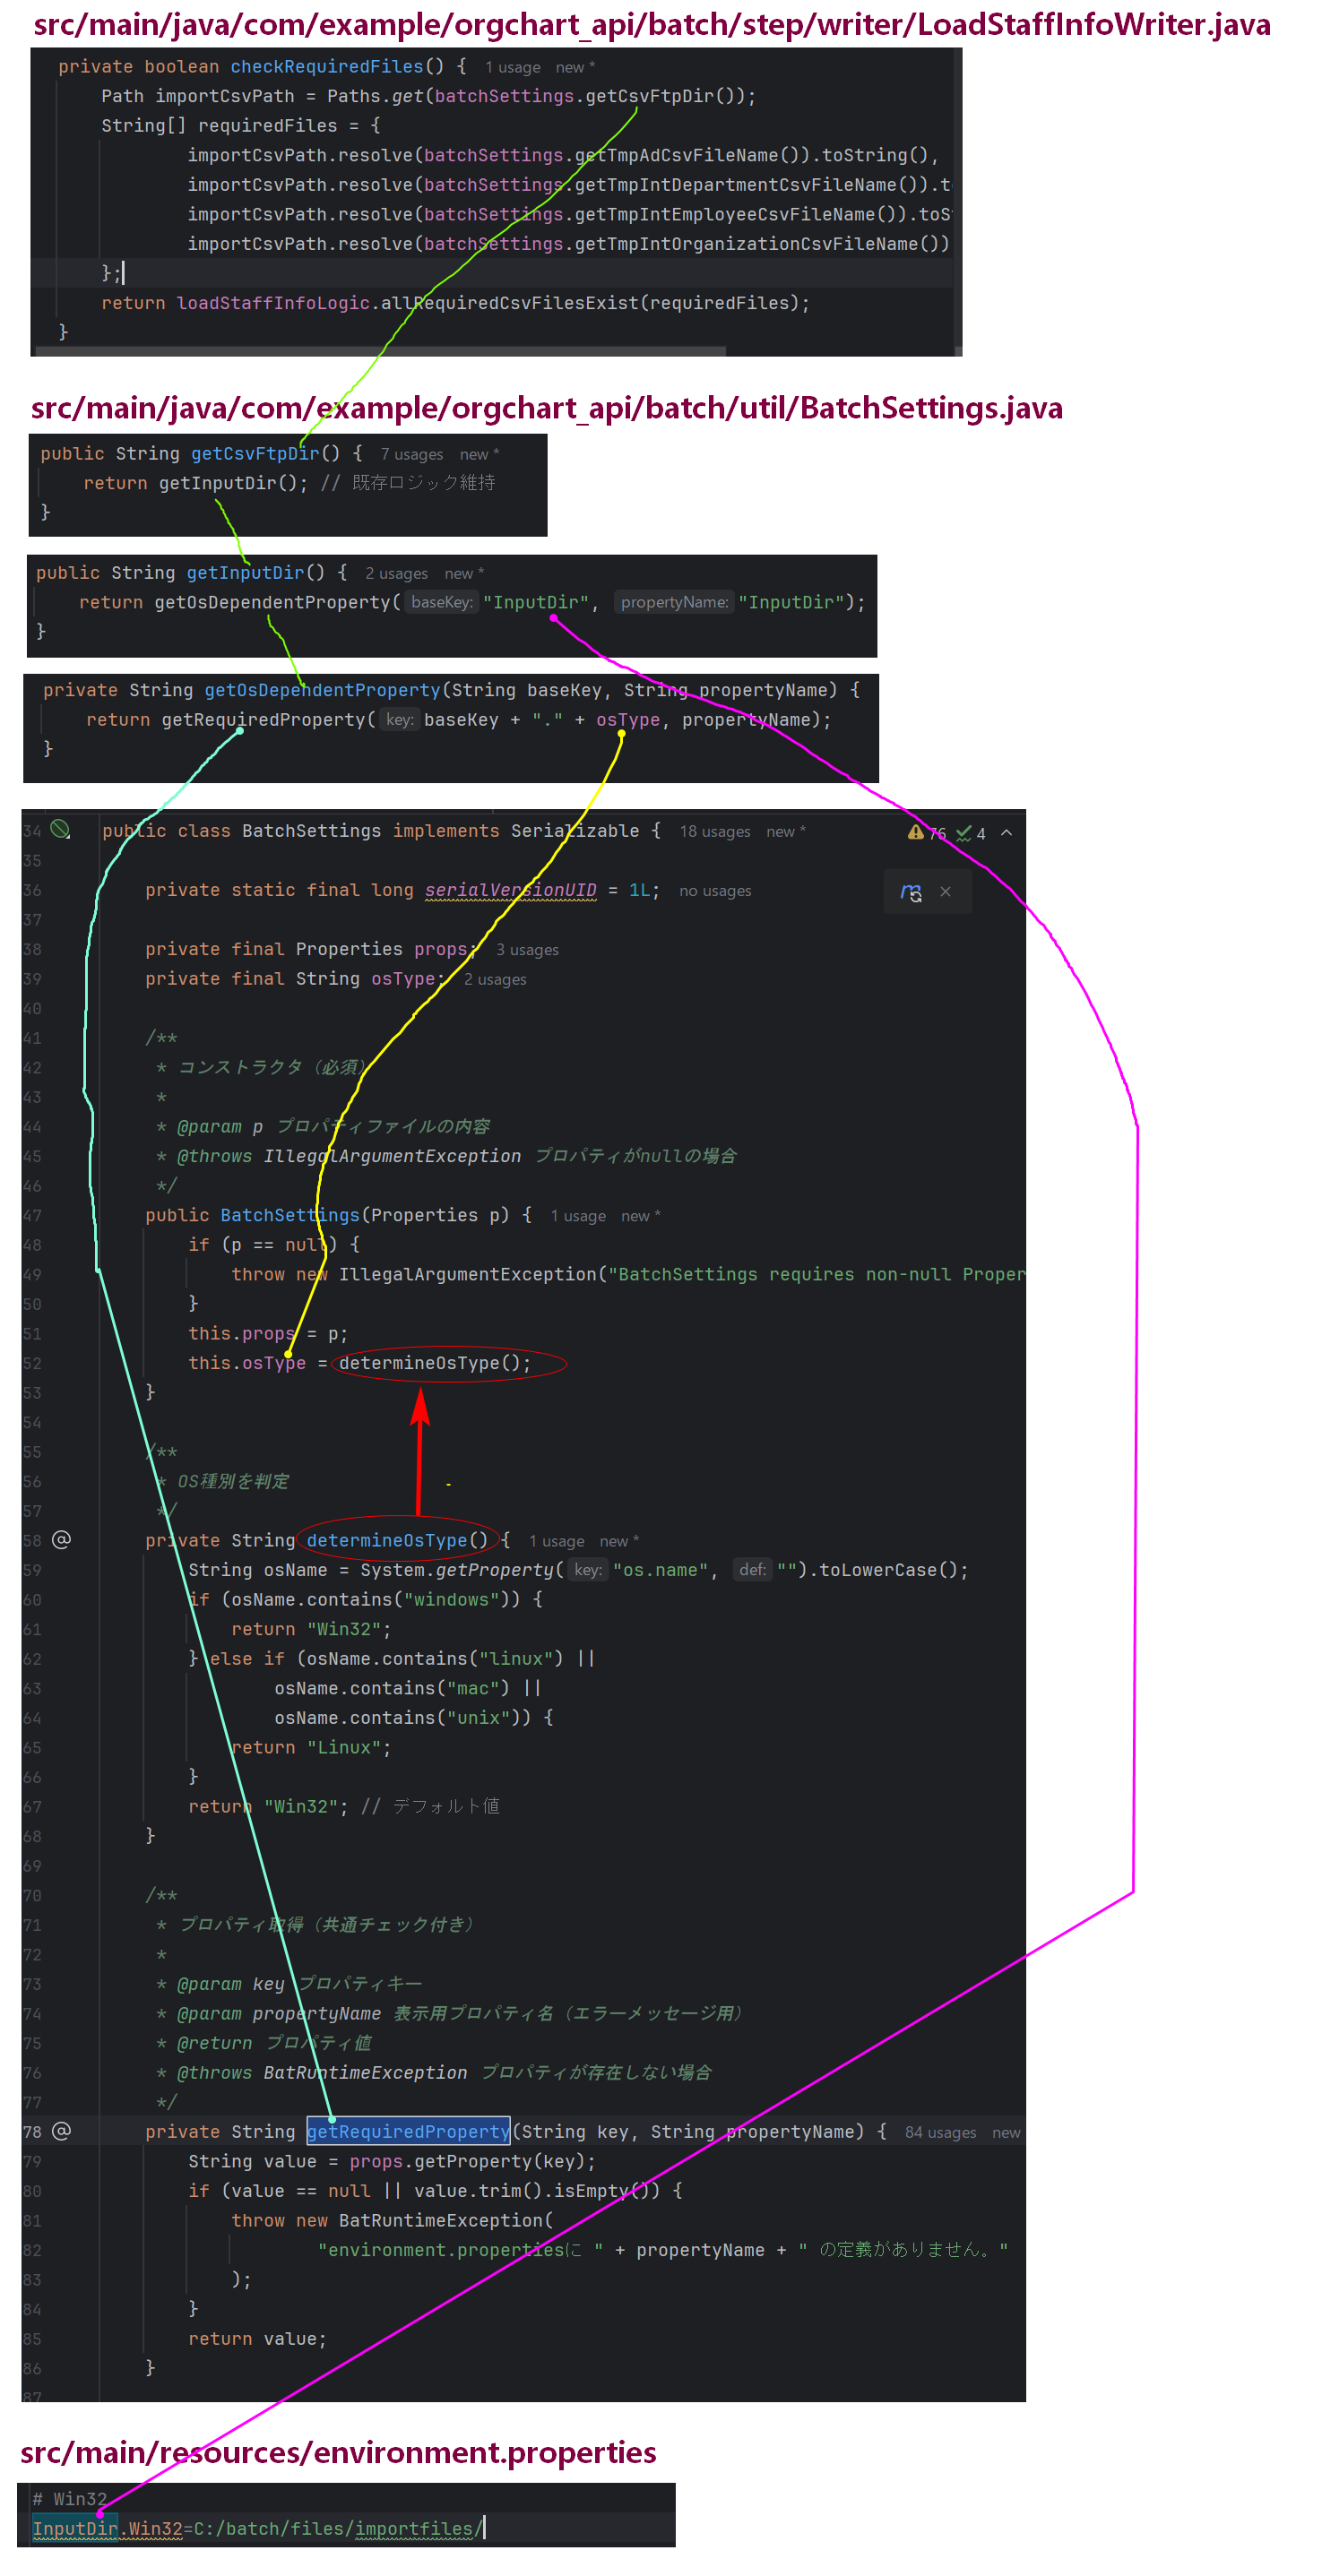 src/main/java/com/example/orgchart_api/batch/step/writer/LoadStaffInfoWriter.java
private boolean checkRequiredFiles() { 1 usage new *
Path importCsvPath = Paths.get(batchSettings.getCsvFtpDir());
String[] requiredFiles = {
importCsvPath.resolve(batchSettings.getTmpAdCsvFileName()).toString(),
importCsvPath.resolve(batchSettings.getTmpIntDepartmentCsvFileName()).to
importCsvPath.resolve(batchSettings.getTmpIntEmployeeCsvFileName()).toSt
importCsvPath.resolve(batchSettings.getTmpIntOrganizationCsvFileName())
};
return loadStaffInfoLogic.allRequiredCsvFilesExist(requiredFiles);
}
src/main/java/com/example/orgchart_api/batch/util/BatchSettings.java
public String getCsvFtpDir() { 7 usages new *
return getInputDir(); // 既存ロジック維持
}
public String getInputDir() { 2 usages new *
return getOsDependentProperty( baseKey: "InputDir", propertyName: "InputDir");
}
private String getOsDependentProperty(String baseKey, String propertyName) {
return getRequiredProperty( key: baseKey + "." + osType, propertyName);
}
34 public class BatchSettings implements Serializable { 18 usages new * 76 4
35
36 private static final long serialVersionUID = 1L; no usages
37
38 private final Properties props; 3 usages
39 private final String osType; 2 usages
40
41 /**
42 * コンストラクタ（必須）
43 *
44 * @param p プロパティファイルの内容
45 * @throws IllegalArgumentException プロパティがnullの場合
46 */
47 public BatchSettings(Properties p) { 1 usage new *
48 if (p == null) {
49 throw new IllegalArgumentException("BatchSettings requires non-null Proper
50 }
51 this.props = p;
52 this.osType = determineOsType();
53 }
54
55 /**
56 * OS種別を判定
57 */
58 private String determineOsType() { 1 usage new *
59 String osName = System.getProperty( key: "os.name", def: "").toLowerCase();
60 if (osName.contains("windows")) {
61 return "Win32";
62 } else if (osName.contains("linux") ||
63 osName.contains("mac") ||
64 osName.contains("unix")) {
65 return "Linux";
66 }
67 return "Win32"; // デフォルト値
68 }
69
70 /**
71 * プロパティ取得（共通チェック付き）
72 *
73 * @param key プロパティキー
74 * @param propertyName 表示用プロパティ名（エラーメッセージ用）
75 * @return プロパティ値
76 * @throws BatRuntimeException プロパティが存在しない場合
77 */
78 private String getRequiredProperty(String key, String propertyName) { 84 usages new
79 String value = props.getProperty(key);
80 if (value == null || value.trim().isEmpty()) {
81 throw new BatRuntimeException(
82 "environment.propertiesに " + propertyName + " の定義がありません。"
83 );
84 }
85 return value;
86 }
87
src/main/resources/environment.properties
# Win32
InputDir.Win32=C:/batch/files/importfiles/